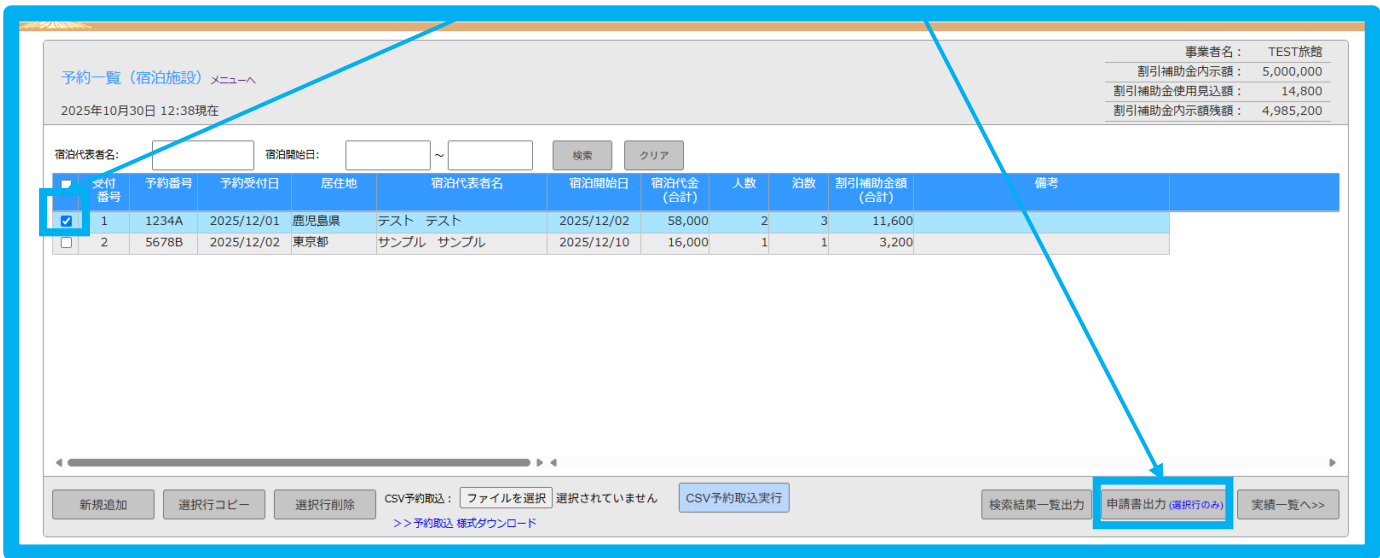 事業者名： TEST旅館
予約一覧（宿泊施設） メニューへ
割引補助金内示額： 5,000,000
割引補助金使用見込額： 14,800
2025年10月30日 12:38現在
割引補助金内示額残額： 4,985,200
宿泊代表者名: 宿泊開始日: ～ 検索 クリア
受付番号 予約番号 予約受付日 居住地 宿泊代表者名 宿泊開始日 宿泊代金(合計) 人数 泊数 割引補助金額(合計) 備考
1 1234A 2025/12/01 鹿児島県 テスト テスト 2025/12/02 58,000 2 3 11,600
2 5678B 2025/12/02 東京都 サンプル サンプル 2025/12/10 16,000 1 1 3,200
新規追加 選択行コピー 選択行削除 CSV予約取込： ファイルを選択 選択されていません CSV予約取込実行 検索結果一覧出力 申請書出力(選択行のみ) 実績一覧へ>>
>>予約取込 様式ダウンロード